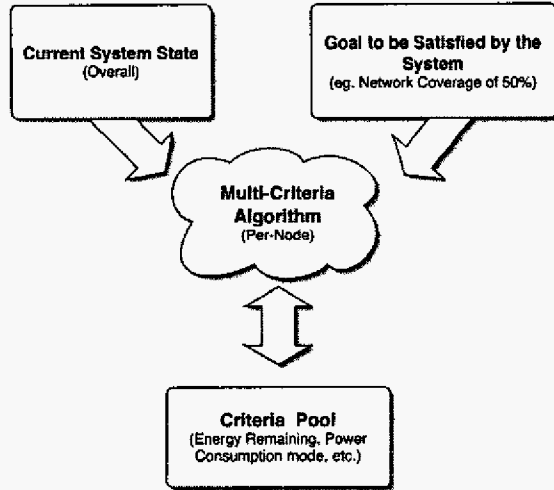 Current System State
(Overall)
Goal to be Satisfied by the
System
(eg. Network Coverage of 50%)
Multi-Criteria
Algorithm
(Per-Node)
Criteria Pool
(Energy Remaining, Power
Consumption mode, etc.)